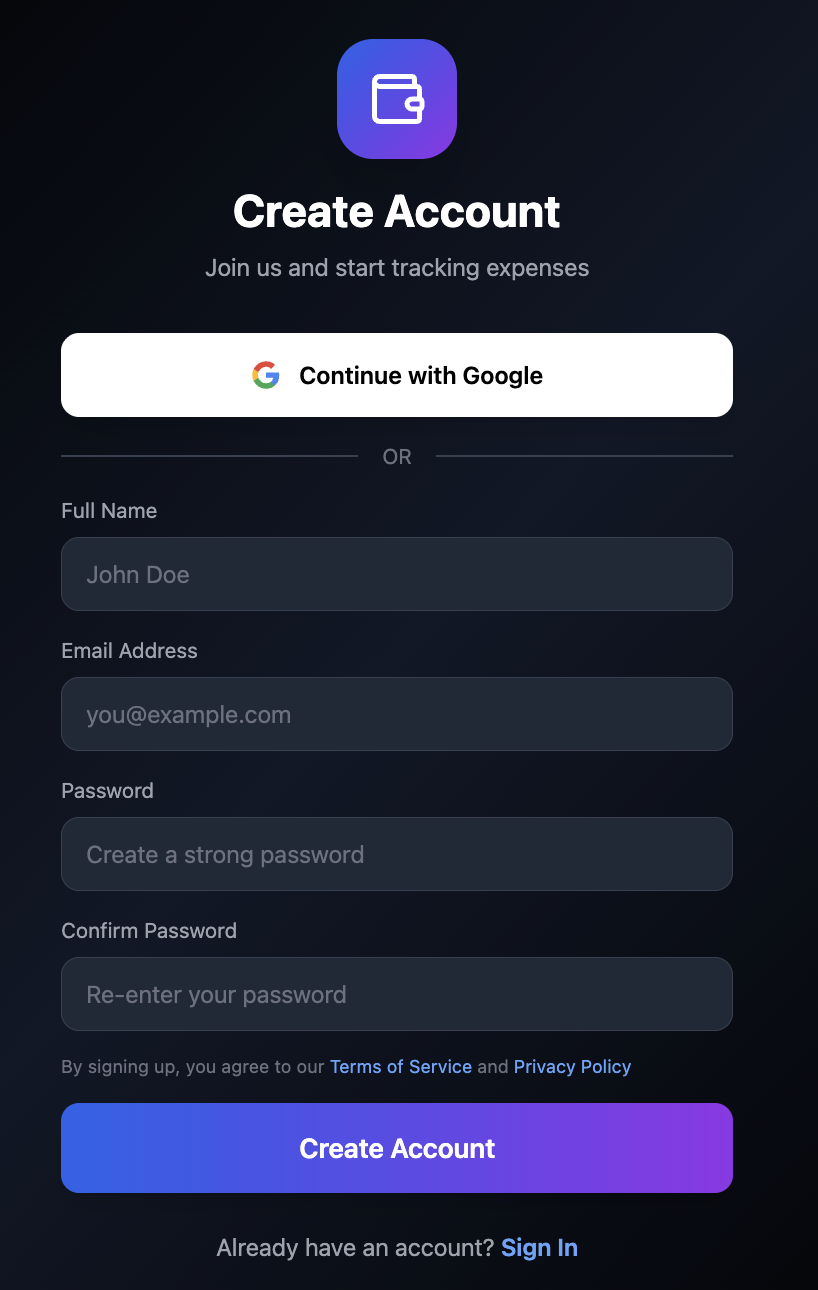 Create Account
Join us and start tracking expenses
Continue with Google
OR
Full Name
John Doe
Email Address
you@example.com
Password
Create a strong password
Confirm Password
Re-enter your password
By signing up, you agree to our Terms of Service and Privacy Policy
Create Account
Already have an account? Sign In